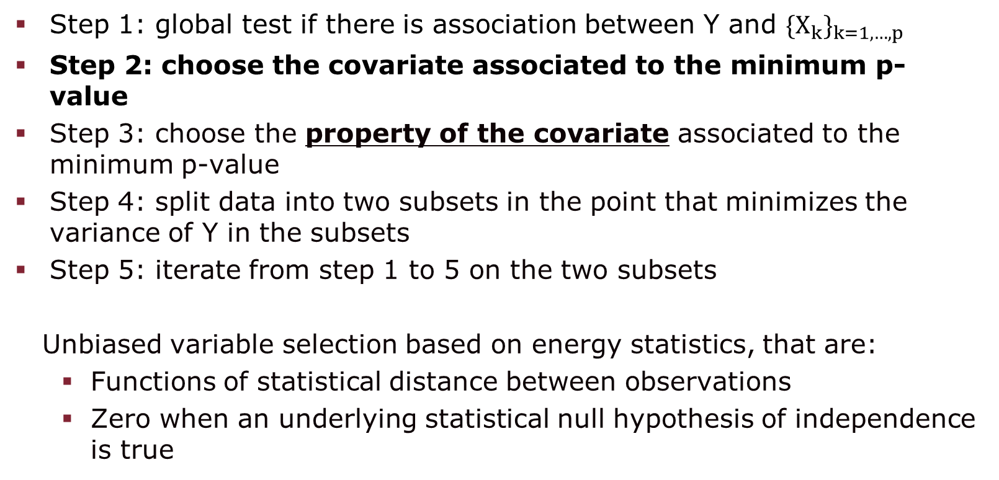 ▪ Step 1: global test if there is association between Y and {Xₖ}ₖ₌₁,…,ₚ
▪ Step 2: choose the covariate associated to the minimum p-
value
▪ Step 3: choose the property of the covariate associated to the
minimum p-value
▪ Step 4: split data into two subsets in the point that minimizes the
variance of Y in the subsets
▪ Step 5: iterate from step 1 to 5 on the two subsets
Unbiased variable selection based on energy statistics, that are:
▪ Functions of statistical distance between observations
▪ Zero when an underlying statistical null hypothesis of independence
is true